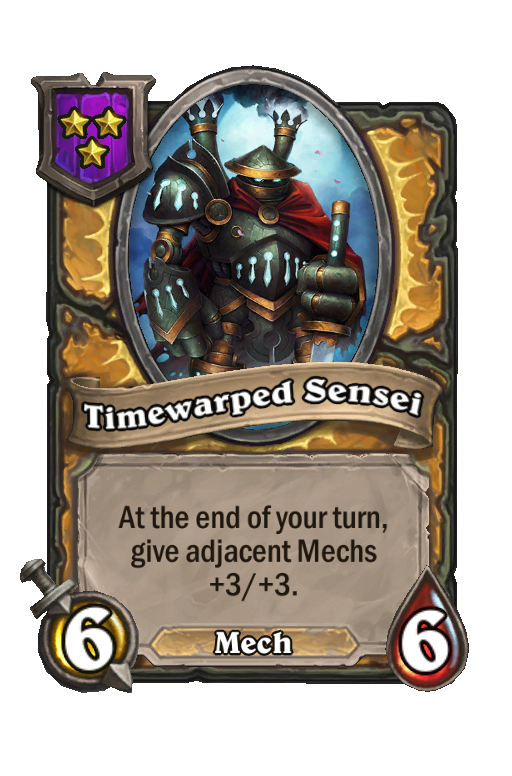 Timewarped Sensei
At the end of your turn,
give adjacent Mechs
+3/+3.
6
Mech
6